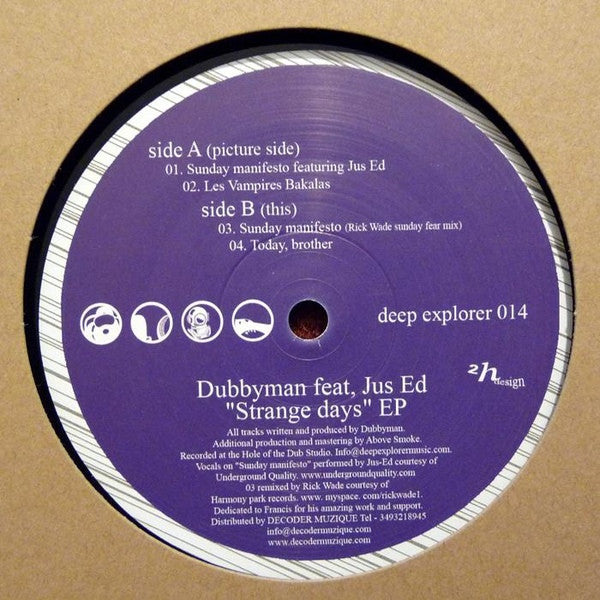 side A (picture side)
01. Sunday manifesto featuring Jus Ed
02. Les Vampires Bakalas
side B (this)
03. Sunday manifesto (Rick Wade sunday fear mix)
04. Today, brother
deep explorer 014
2h design
Dubbyman feat, Jus Ed
"Strange days" EP
All tracks written and produced by Dubbyman.
Additional production and mastering by Above Smoke.
Recorded at the Hole of the Dub Studio. Info@deepexplorermusic.com.
Vocals on "Sunday manifesto" performed by Jus-Ed courtesy of
Underground Quality. www.undergroundquality.com
03 remixed by Rick Wade courtesy of
Harmony park records. www. myspace. com/rickwade1.
Dedicated to Francis for his amazing work and support.
Distributed by DECODER MUZIQUE Tel - 3493218945
info@decodermuzique.com
www.decodermuzique.com